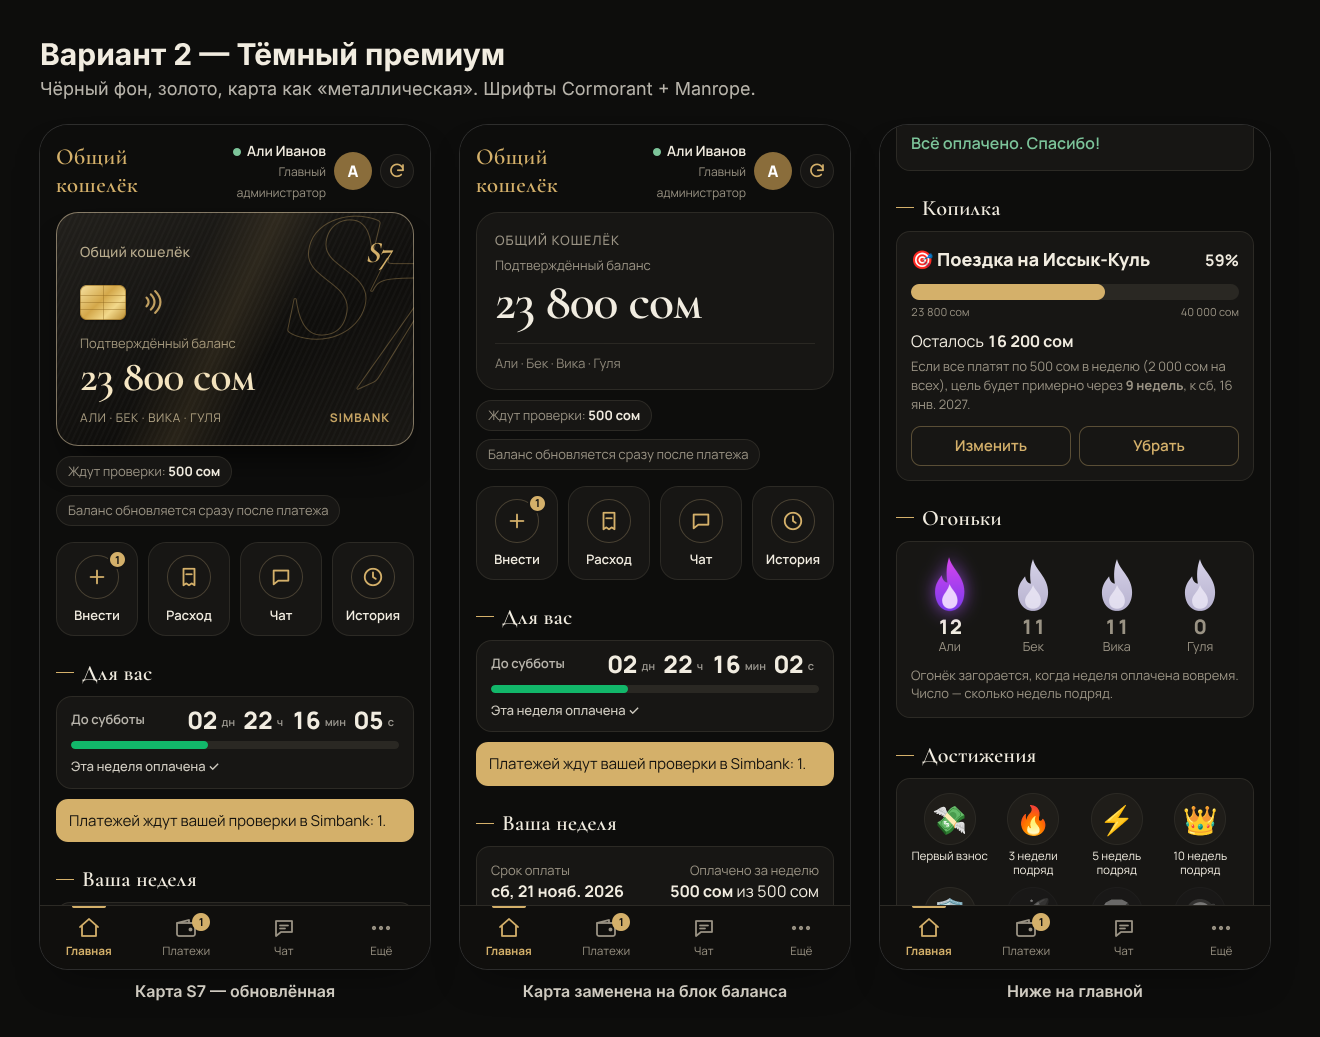 Вариант 2 — Тёмный премиум
Чёрный фон, золото, карта как «металлическая». Шрифты Cormorant + Manrope.
Общий
кошелёк
Али Иванов
Главный
администратор
А
Общий кошелёк
S7
S7
Подтверждённый баланс
23 800 сом
АЛИ · БЕК · ВИКА · ГУЛЯ
SIMBANK
Ждут проверки: 500 сом
Баланс обновляется сразу после платежа
1
Внести
Расход
Чат
История
— Для вас
До субботы
02 дн 22 ч 16 мин 05 с
Эта неделя оплачена ✓
Платежей ждут вашей проверки в Simbank: 1.
— Ваша неделя
1
Главная
Платежи
Чат
Ещё
Карта S7 — обновлённая
Общий
кошелёк
Али Иванов
Главный
администратор
А
ОБЩИЙ КОШЕЛЁК
Подтверждённый баланс
23 800 сом
Али · Бек · Вика · Гуля
Ждут проверки: 500 сом
Баланс обновляется сразу после платежа
1
Внести
Расход
Чат
История
— Для вас
До субботы
02 дн 22 ч 16 мин 02 с
Эта неделя оплачена ✓
Платежей ждут вашей проверки в Simbank: 1.
— Ваша неделя
Срок оплаты
Оплачено за неделю
сб, 21 нояб. 2026
500 сом из 500 сом
1
Главная
Платежи
Чат
Ещё
Карта заменена на блок баланса
Всё оплачено. Спасибо!
— Копилка
🎯 Поездка на Иссык-Куль
59%
23 800 сом
40 000 сом
Осталось 16 200 сом
Если все платят по 500 сом в неделю (2 000 сом на
всех), цель будет примерно через 9 недель, к сб, 16
янв. 2027.
Изменить
Убрать
— Огоньки
12
11
11
0
Али
Бек
Вика
Гуля
Огонёк загорается, когда неделя оплачена вовремя.
Число — сколько недель подряд.
— Достижения
Первый взнос
3 недели
подряд
5 недель
подряд
10 недель
подряд
1
Главная
Платежи
Чат
Ещё
Ниже на главной